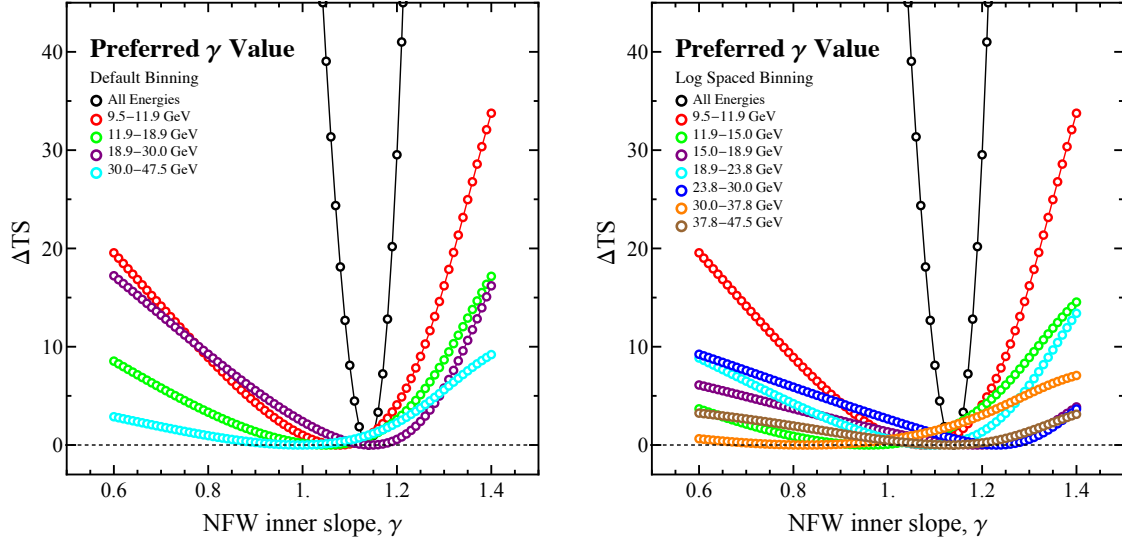 Preferred γ Value
Default Binning
All Energies
9.5–11.9 GeV
11.9–18.9 GeV
18.9–30.0 GeV
30.0–47.5 GeV
40
30
20
10
0
ΔTS
0.6 0.8 1. 1.2 1.4
NFW inner slope, γ
Preferred γ Value
Log Spaced Binning
All Energies
9.5–11.9 GeV
11.9–15.0 GeV
15.0–18.9 GeV
18.9–23.8 GeV
23.8–30.0 GeV
30.0–37.8 GeV
37.8–47.5 GeV
40
30
20
10
0
ΔTS
0.6 0.8 1. 1.2 1.4
NFW inner slope, γ